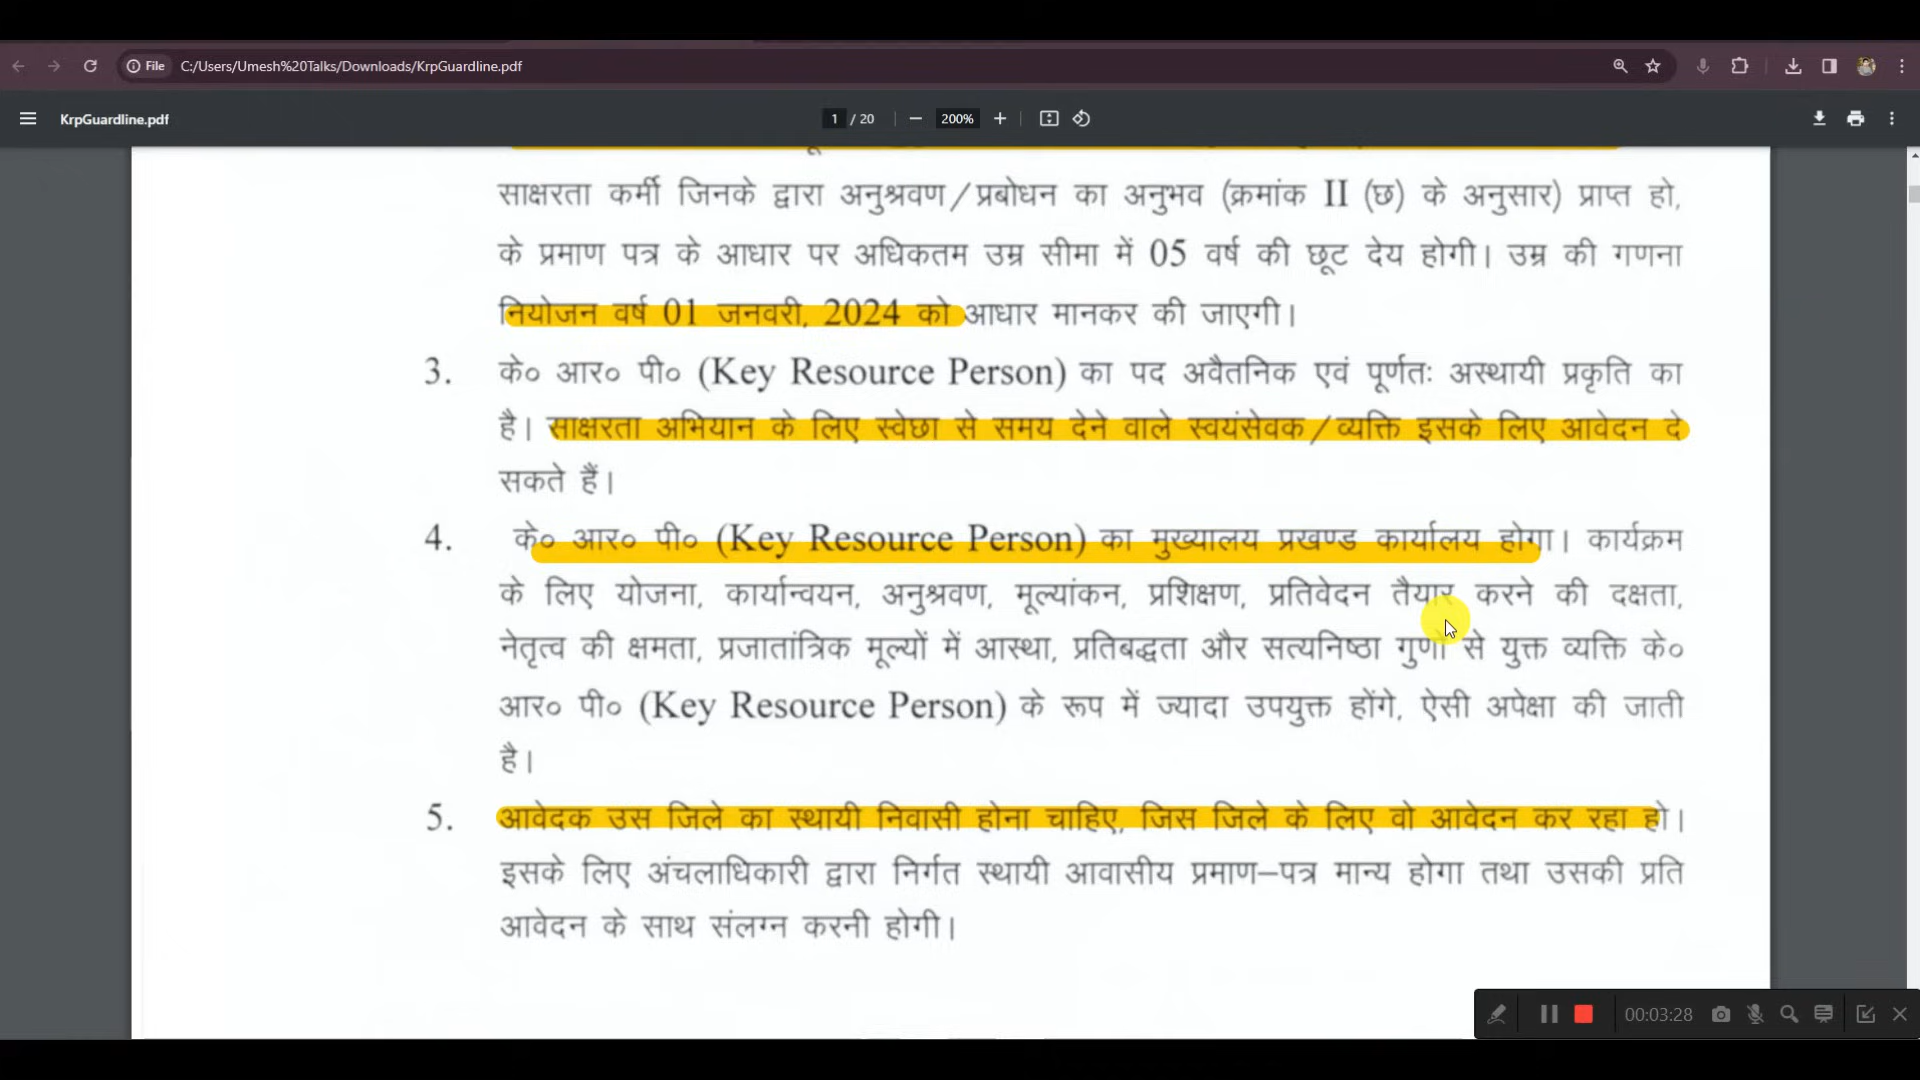 File C:/Users/Umesh%20Talks/Downloads/KrpGuardline.pdf
KrpGuardline.pdf 1 / 20 200%
साक्षरता कर्मी जिनके द्वारा अनुश्रवण/प्रबोधन का अनुभव (क्रमांक II (छ) के अनुसार) प्राप्त हो,
के प्रमाण पत्र के आधार पर अधिकतम उम्र सीमा में 05 वर्ष की छूट देय होगी। उम्र की गणना
नियोजन वर्ष 01 जनवरी, 2024 को आधार मानकर की जाएगी।
3. के० आर० पी० (Key Resource Person) का पद अवैतनिक एवं पूर्णतः अस्थायी प्रकृति का
है। साक्षरता अभियान के लिए स्वेछा से समय देने वाले स्वयंसेवक/व्यक्ति इसके लिए आवेदन दे
सकते हैं।
4. के० आर० पी० (Key Resource Person) का मुख्यालय प्रखण्ड कार्यालय होगा। कार्यक्रम
के लिए योजना, कार्यान्वयन, अनुश्रवण, मूल्यांकन, प्रशिक्षण, प्रतिवेदन तैयार करने की दक्षता,
नेतृत्व की क्षमता, प्रजातांत्रिक मूल्यों में आस्था, प्रतिबद्धता और सत्यनिष्ठा गुणों से युक्त व्यक्ति के०
आर० पी० (Key Resource Person) के रूप में ज्यादा उपयुक्त होंगे, ऐसी अपेक्षा की जाती
है।
5. आवेदक उस जिले का स्थायी निवासी होना चाहिए, जिस जिले के लिए वो आवेदन कर रहा हो।
इसके लिए अंचलाधिकारी द्वारा निर्गत स्थायी आवासीय प्रमाण–पत्र मान्य होगा तथा उसकी प्रति
आवेदन के साथ संलग्न करनी होगी।
00:03:28